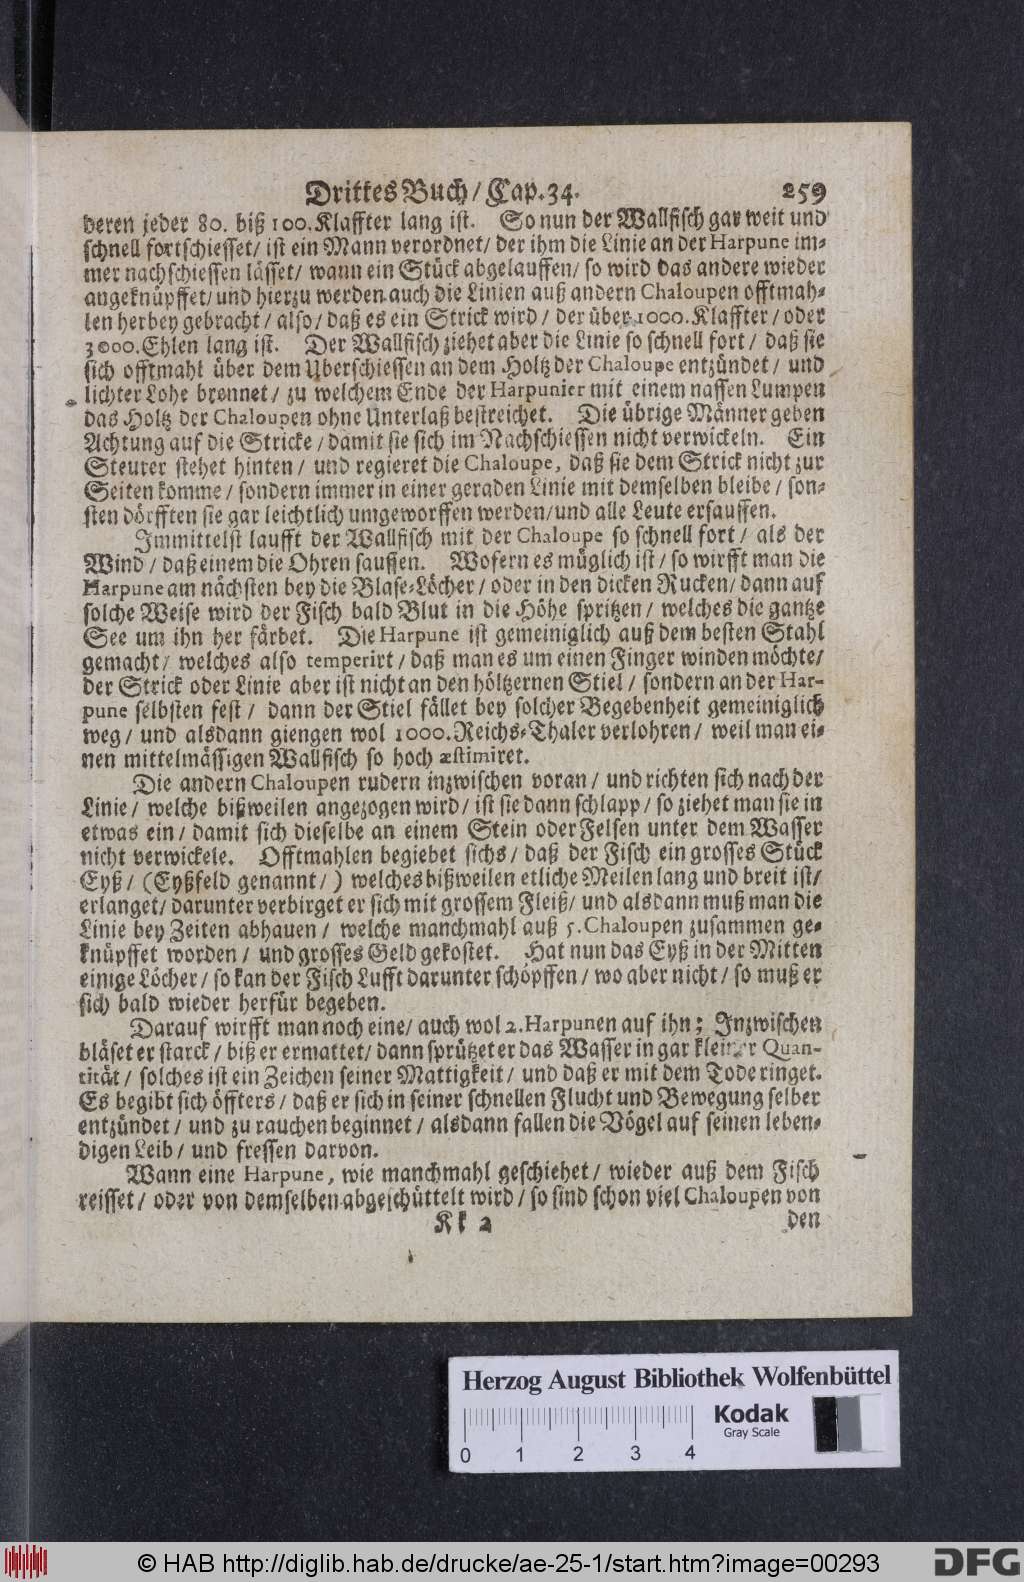 Drittes Buch / Cap. 34. 259
deren jeder 80. biß 100. Klaffter lang ist. So nun der Wallfisch gar weit und
schnell fortschiesset / ist ein Mann verordnet / der ihm die Linie an der Harpune im-
mer nachschiessen lässet / wann ein Stück abgelauffen / so wird das andere wieder
angeknüpffet / und hierzu werden auch die Linien auß andern Chaloupen offtmah-
len herbey gebracht / also / daß es ein Strick wird / der über 1000. Klaffter / oder
3000. Ehlen lang ist. Der Wallfisch ziehet aber die Linie so schnell fort / daß sie
sich offtmahl über dem Uberschiessen an dem Holtz der Chaloupe entzündet / und
lichter Lohe brennet / zu welchem Ende der Harpunier mit einem nassen Lumpen
das Holtz der Chaloupen ohne Unterlaß bestreichet. Die übrige Männer geben
Achtung auf die Stricke / damit sie sich im Nachschiessen nicht verwickeln. Ein
Steurer stehet hinten / und regieret die Chaloupe, daß sie dem Strick nicht zur
Seiten komme / sondern immer in einer geraden Linie mit demselben bleibe / son-
sten dörfften sie gar leichtlich umgeworffen werden / und alle Leute ersauffen.
Immittelst laufft der Wallfisch mit der Chaloupe so schnell fort / als der
Wind / daß einem die Ohren saussen. Wofern es müglich ist / so wirfft man die
Harpune am nächsten bey die Blase-Löcher / oder in den dicken Rucken / dann auf
solche Weise wird der Fisch bald Blut in die Höhe spritzen / welches die gantze
See um ihn her färbet. Die Harpune ist gemeiniglich auß dem besten Stahl
gemacht / welches also temperirt / daß man es um einen Finger winden möchte /
der Strick oder Linie aber ist nicht an den höltzernen Stiel / sondern an der Har-
pune selbsten fest / dann der Stiel fället bey solcher Begebenheit gemeiniglich
weg / und alsdann giengen wol 1000. Reichs-Thaler verlohren / weil man ei-
nen mittelmässigen Wallfisch so hoch æstimiret.
Die andern Chaloupen rudern inzwischen voran / und richten sich nach der
Linie / welche bißweilen angezogen wird / ist sie dann schlapp / so ziehet man sie in
etwas ein / damit sich dieselbe an einem Stein oder Felsen unter dem Wasser
nicht verwickele. Offtmahlen begiebet sichs / daß der Fisch ein grosses Stück
Eyß / (Eyßfeld genannt / ) welches bißweilen etliche Meilen lang und breit ist /
erlanget / darunter verbirget er sich mit grossem Fleiß / und alsdann muß man die
Linie bey Zeiten abhauen / welche manchmahl auß 5. Chaloupen zusammen ge-
knüpffet worden / und grosses Geld gekostet. Hat nun das Eyß in der Mitten
einige Löcher / so kan der Fisch Lufft darunter schöpffen / wo aber nicht / so muß er
sich bald wieder herfür begeben.
Darauf wirfft man noch eine / auch wol 2. Harpunen auf ihn; Inzwischen
bläset er starck / biß er ermattet / dann sprützet er das Wasser in gar kleiner Quan-
tität / solches ist ein Zeichen seiner Mattigkeit / und daß er mit dem Tode ringet.
Es begibt sich öffters / daß er sich in seiner schnellen Flucht und Bewegung selber
entzündet / und zu rauchen beginnet / alsdann fallen die Vögel auf seinen leben-
digen Leib / und fressen darvon.
Wann eine Harpune, wie manchmahl geschiehet / wieder auß dem Fisch
reisset / oder von demselben abgeschüttelt wird / so sind schon viel Chaloupen von
Kk 2 den
Herzog August Bibliothek Wolfenbüttel
Kodak
Gray Scale
0 1 2 3 4
© HAB http://diglib.hab.de/drucke/ae-25-1/start.htm?image=00293
DFG